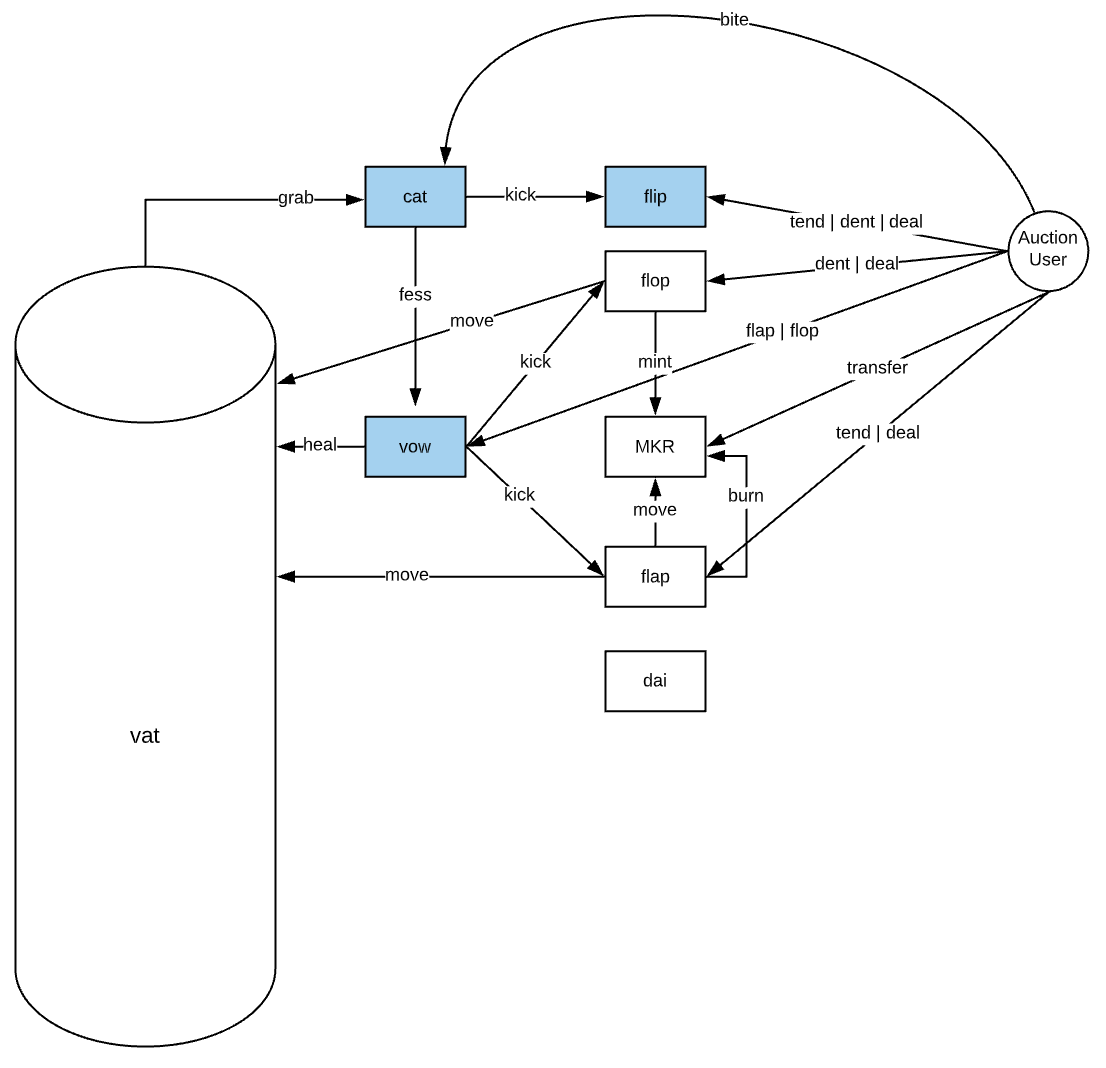 bite
grab
cat
kick
flip
tend | dent | deal
Auction
User
dent | deal
flop
fess
move
flap | flop
kick
mint
transfer
tend | deal
heal
vow
MKR
kick
burn
move
move
flap
dai
vat